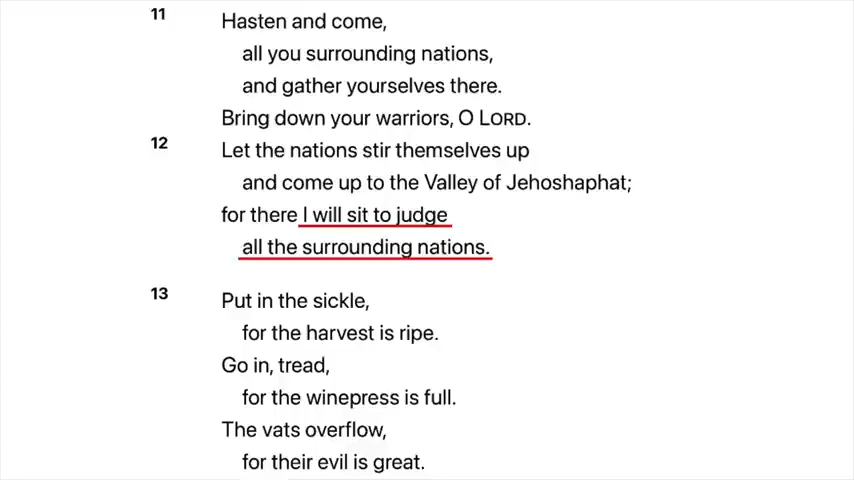 11 Hasten and come,
all you surrounding nations,
and gather yourselves there.
Bring down your warriors, O LORD.
12 Let the nations stir themselves up
and come up to the Valley of Jehoshaphat;
for there I will sit to judge
all the surrounding nations.
13 Put in the sickle,
for the harvest is ripe.
Go in, tread,
for the winepress is full.
The vats overflow,
for their evil is great.